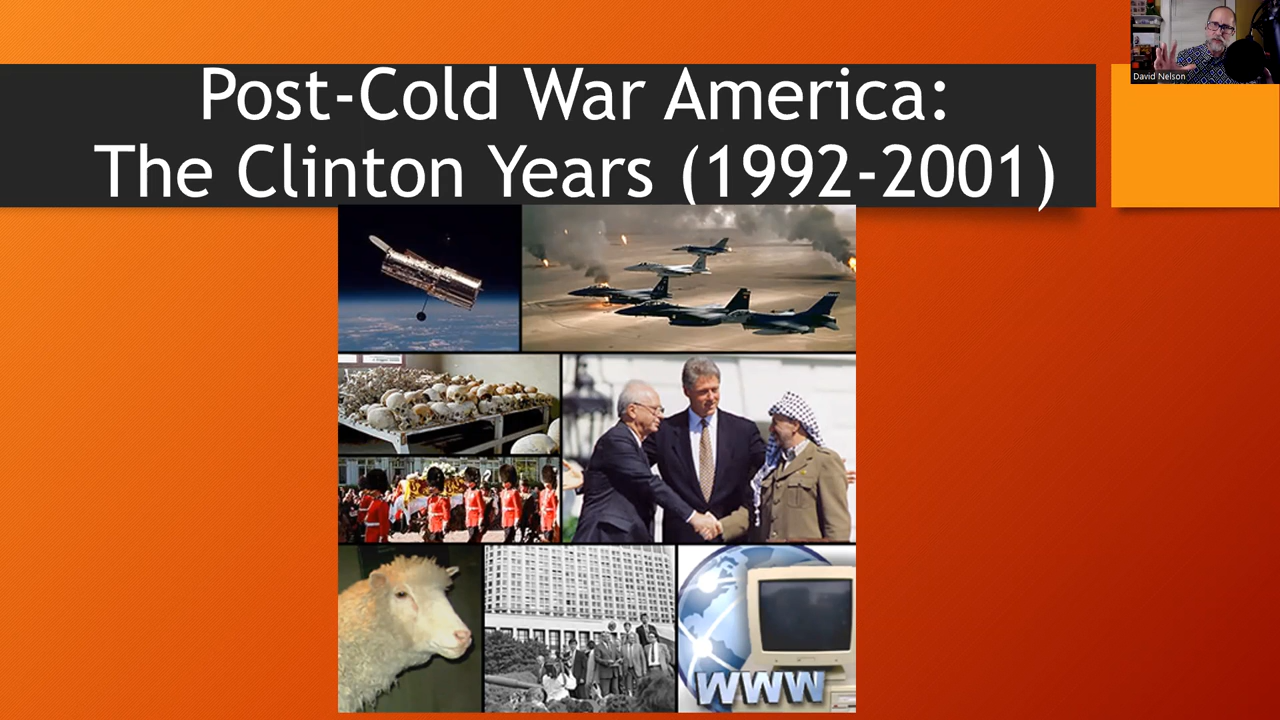 Post-Cold War America:
The Clinton Years (1992-2001)
David Nelson
WWW